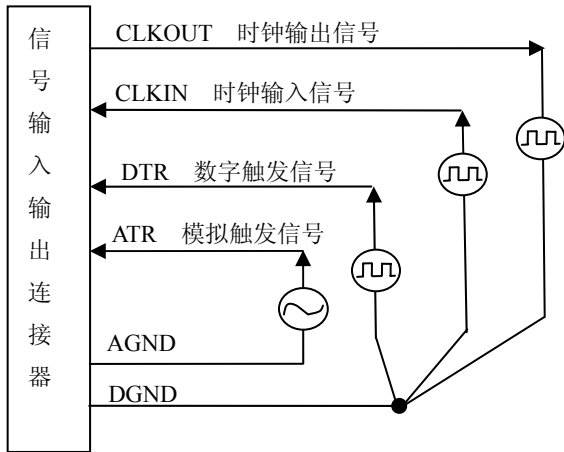 信号输入输出连接器
CLKOUT 时钟输出信号
CLKIN 时钟输入信号
DTR 数字触发信号
ATR 模拟触发信号
AGND
DGND